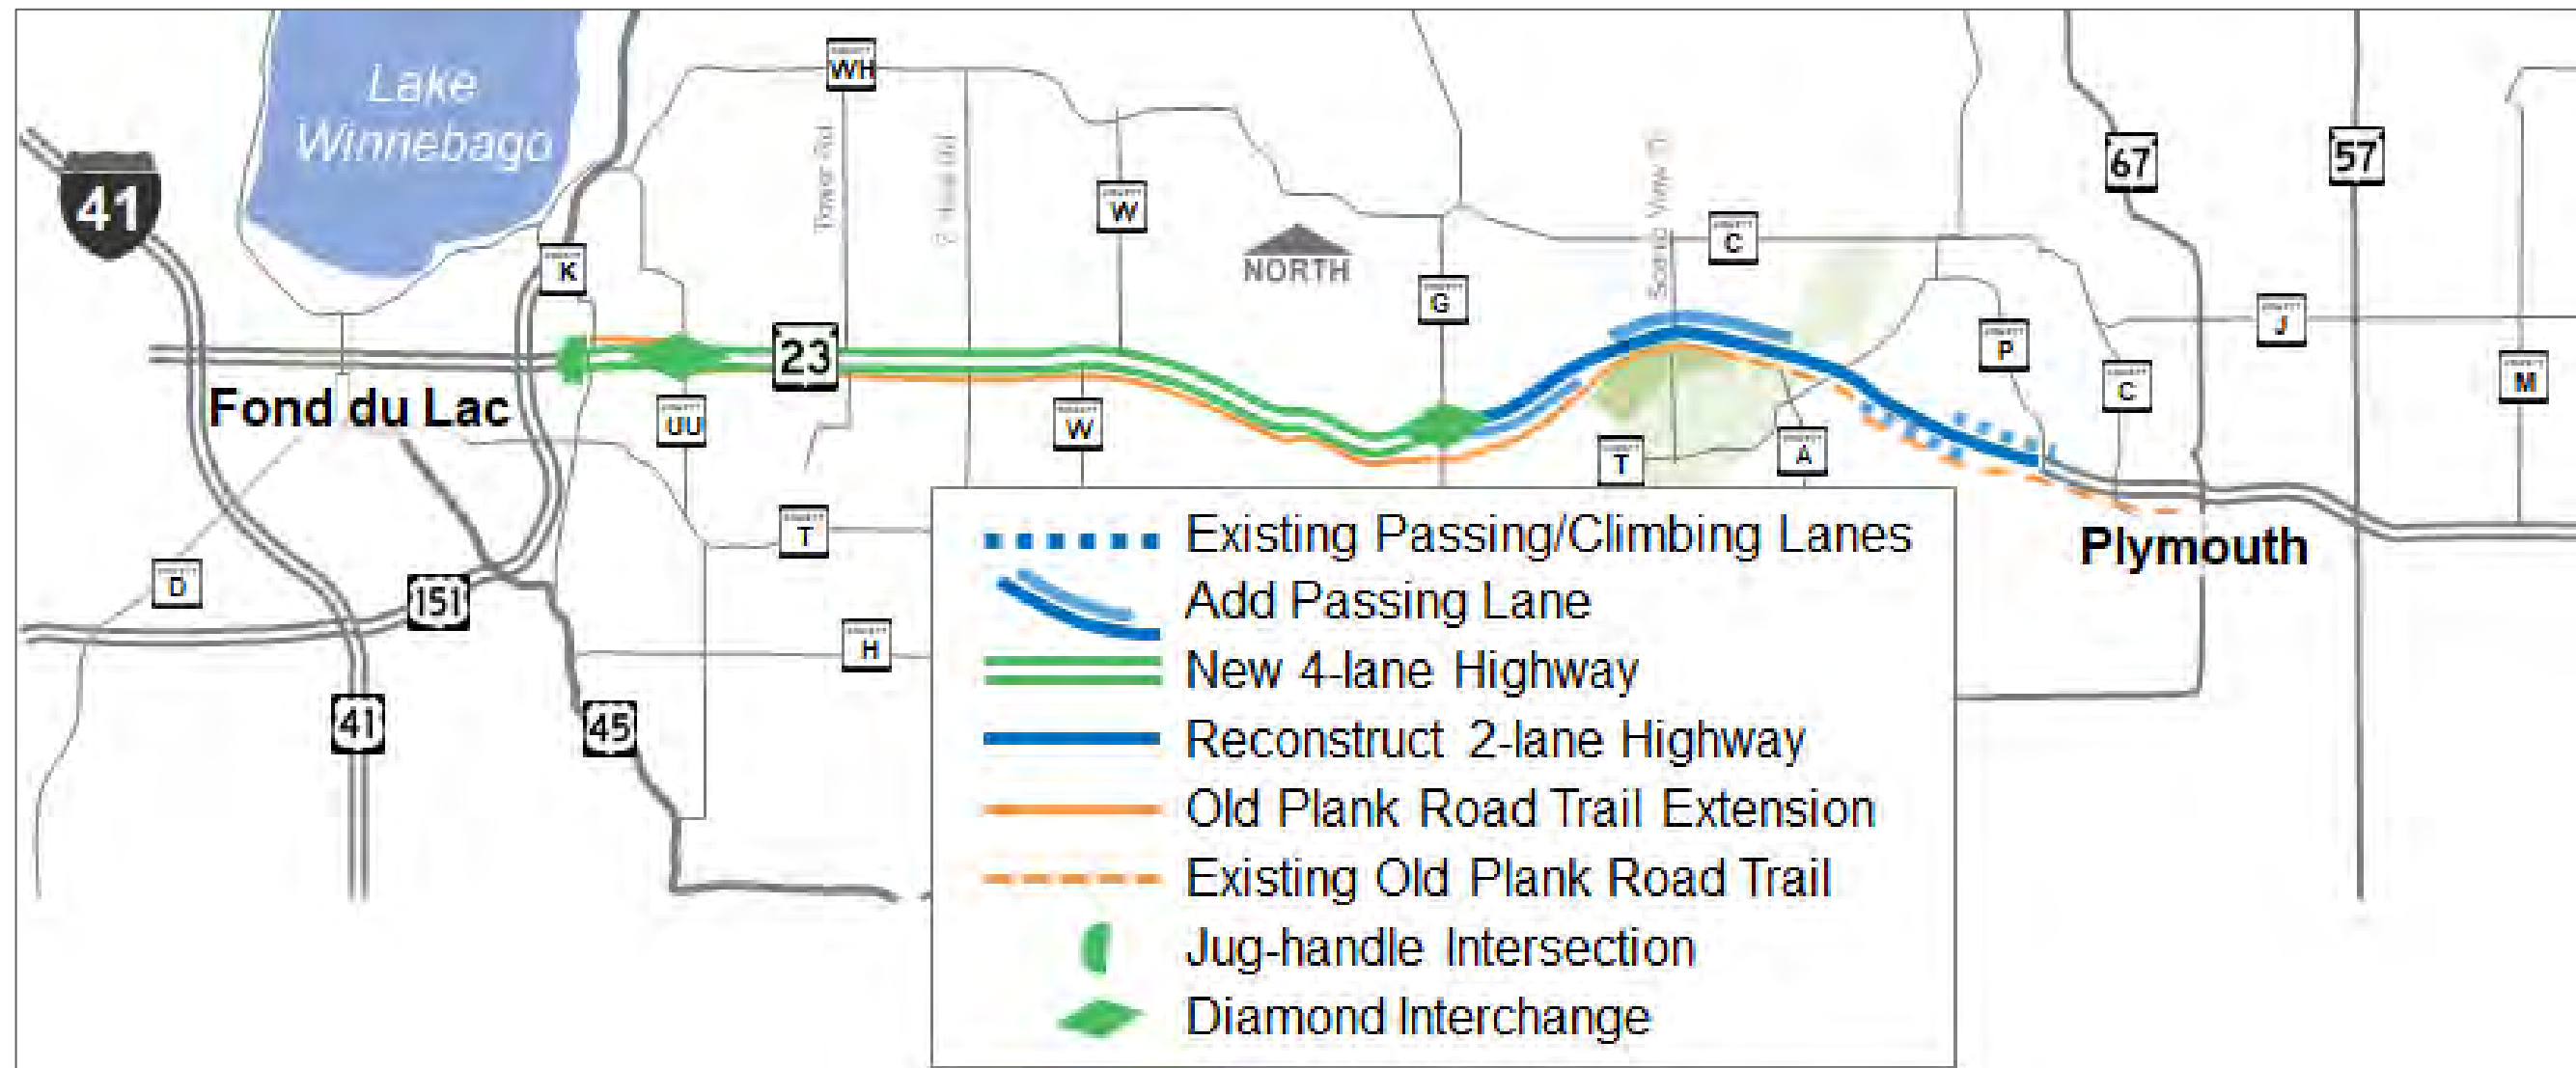 Lake
Winnebago
WH
41
K
W
NORTH
C
G
67
57
23
J
P
M
C
Fond du Lac
UU
W
T
A
T
Plymouth
D
151
H
41
45
Existing Passing/Climbing Lanes
Add Passing Lane
New 4-lane Highway
Reconstruct 2-lane Highway
Old Plank Road Trail Extension
Existing Old Plank Road Trail
Jug-handle Intersection
Diamond Interchange